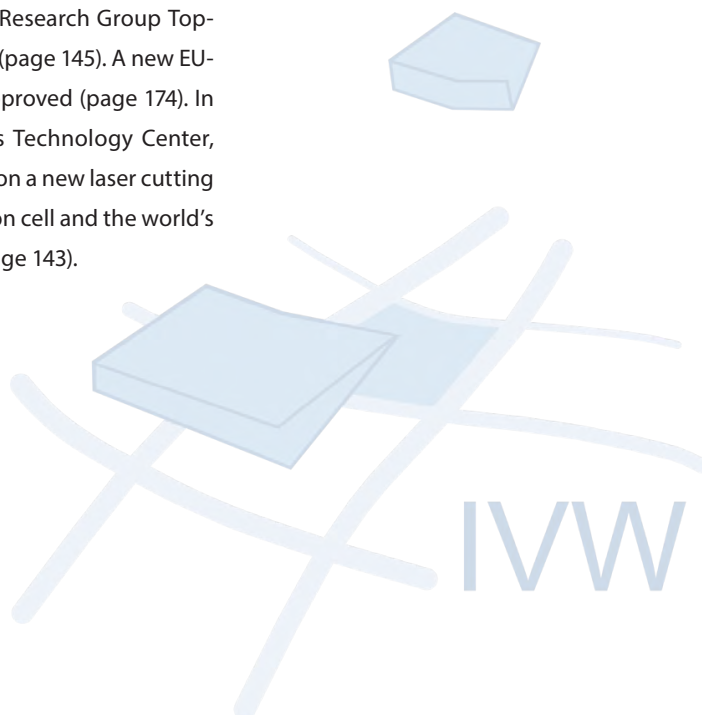 Research Group Top-
(page 145). A new EU-
proved (page 174). In
s Technology Center,
on a new laser cutting
on cell and the world's
ge 143).
IVW